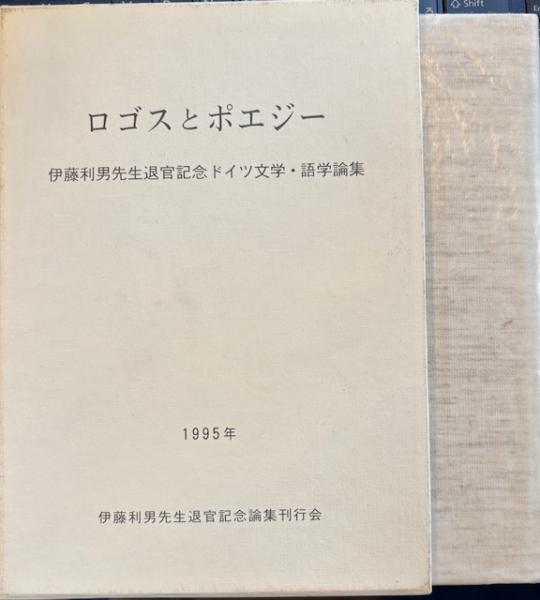 ⇧ Shift
ロゴスとポエジー
伊藤利男先生退官記念ドイツ文学・語学論集
1995年
伊藤利男先生退官記念論集刊行会